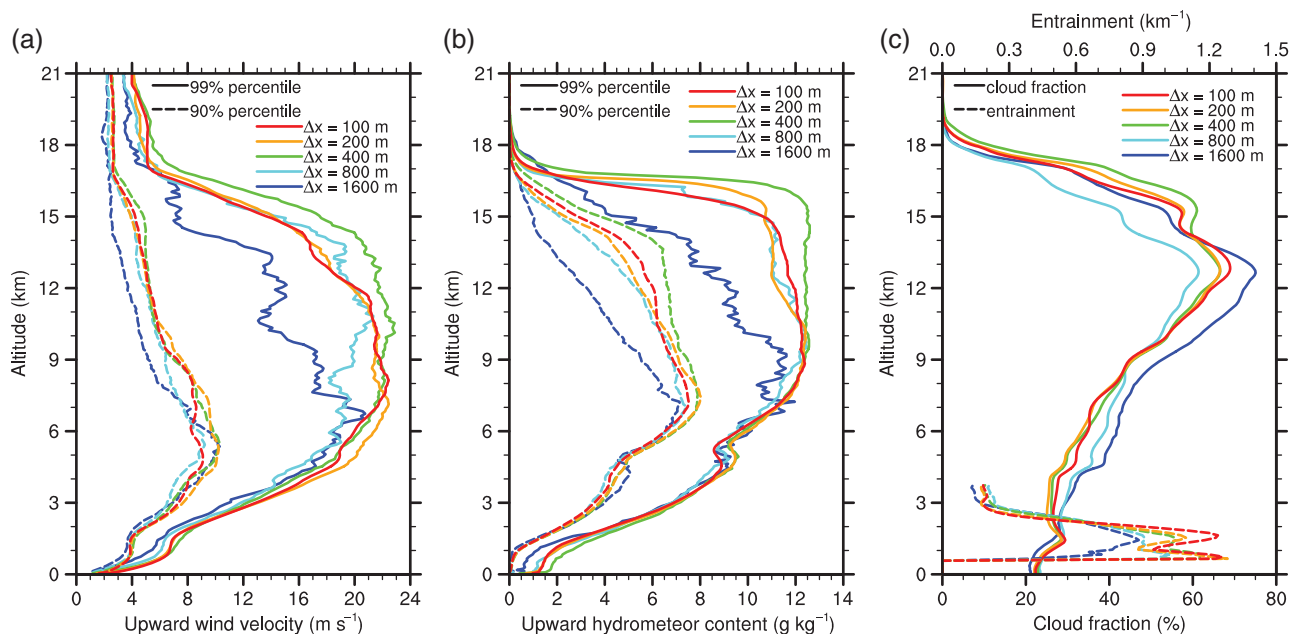 (a)
21
18
15
12
9
6
3
0
Altitude (km)
99% percentile
90% percentile
Δx = 100 m
Δx = 200 m
Δx = 400 m
Δx = 800 m
Δx = 1600 m
0 4 8 12 16 20 24
Upward wind velocity (m s⁻¹)
(b)
21
18
15
12
9
6
3
0
Altitude (km)
99% percentile
90% percentile
Δx = 100 m
Δx = 200 m
Δx = 400 m
Δx = 800 m
Δx = 1600 m
0 2 4 6 8 10 12 14
Upward hydrometeor content (g kg⁻¹)
(c)
Entrainment (km⁻¹)
0.0 0.3 0.6 0.9 1.2 1.5
21
18
15
12
9
6
3
0
Altitude (km)
cloud fraction
entrainment
Δx = 100 m
Δx = 200 m
Δx = 400 m
Δx = 800 m
Δx = 1600 m
0 20 40 60 80
Cloud fraction (%)